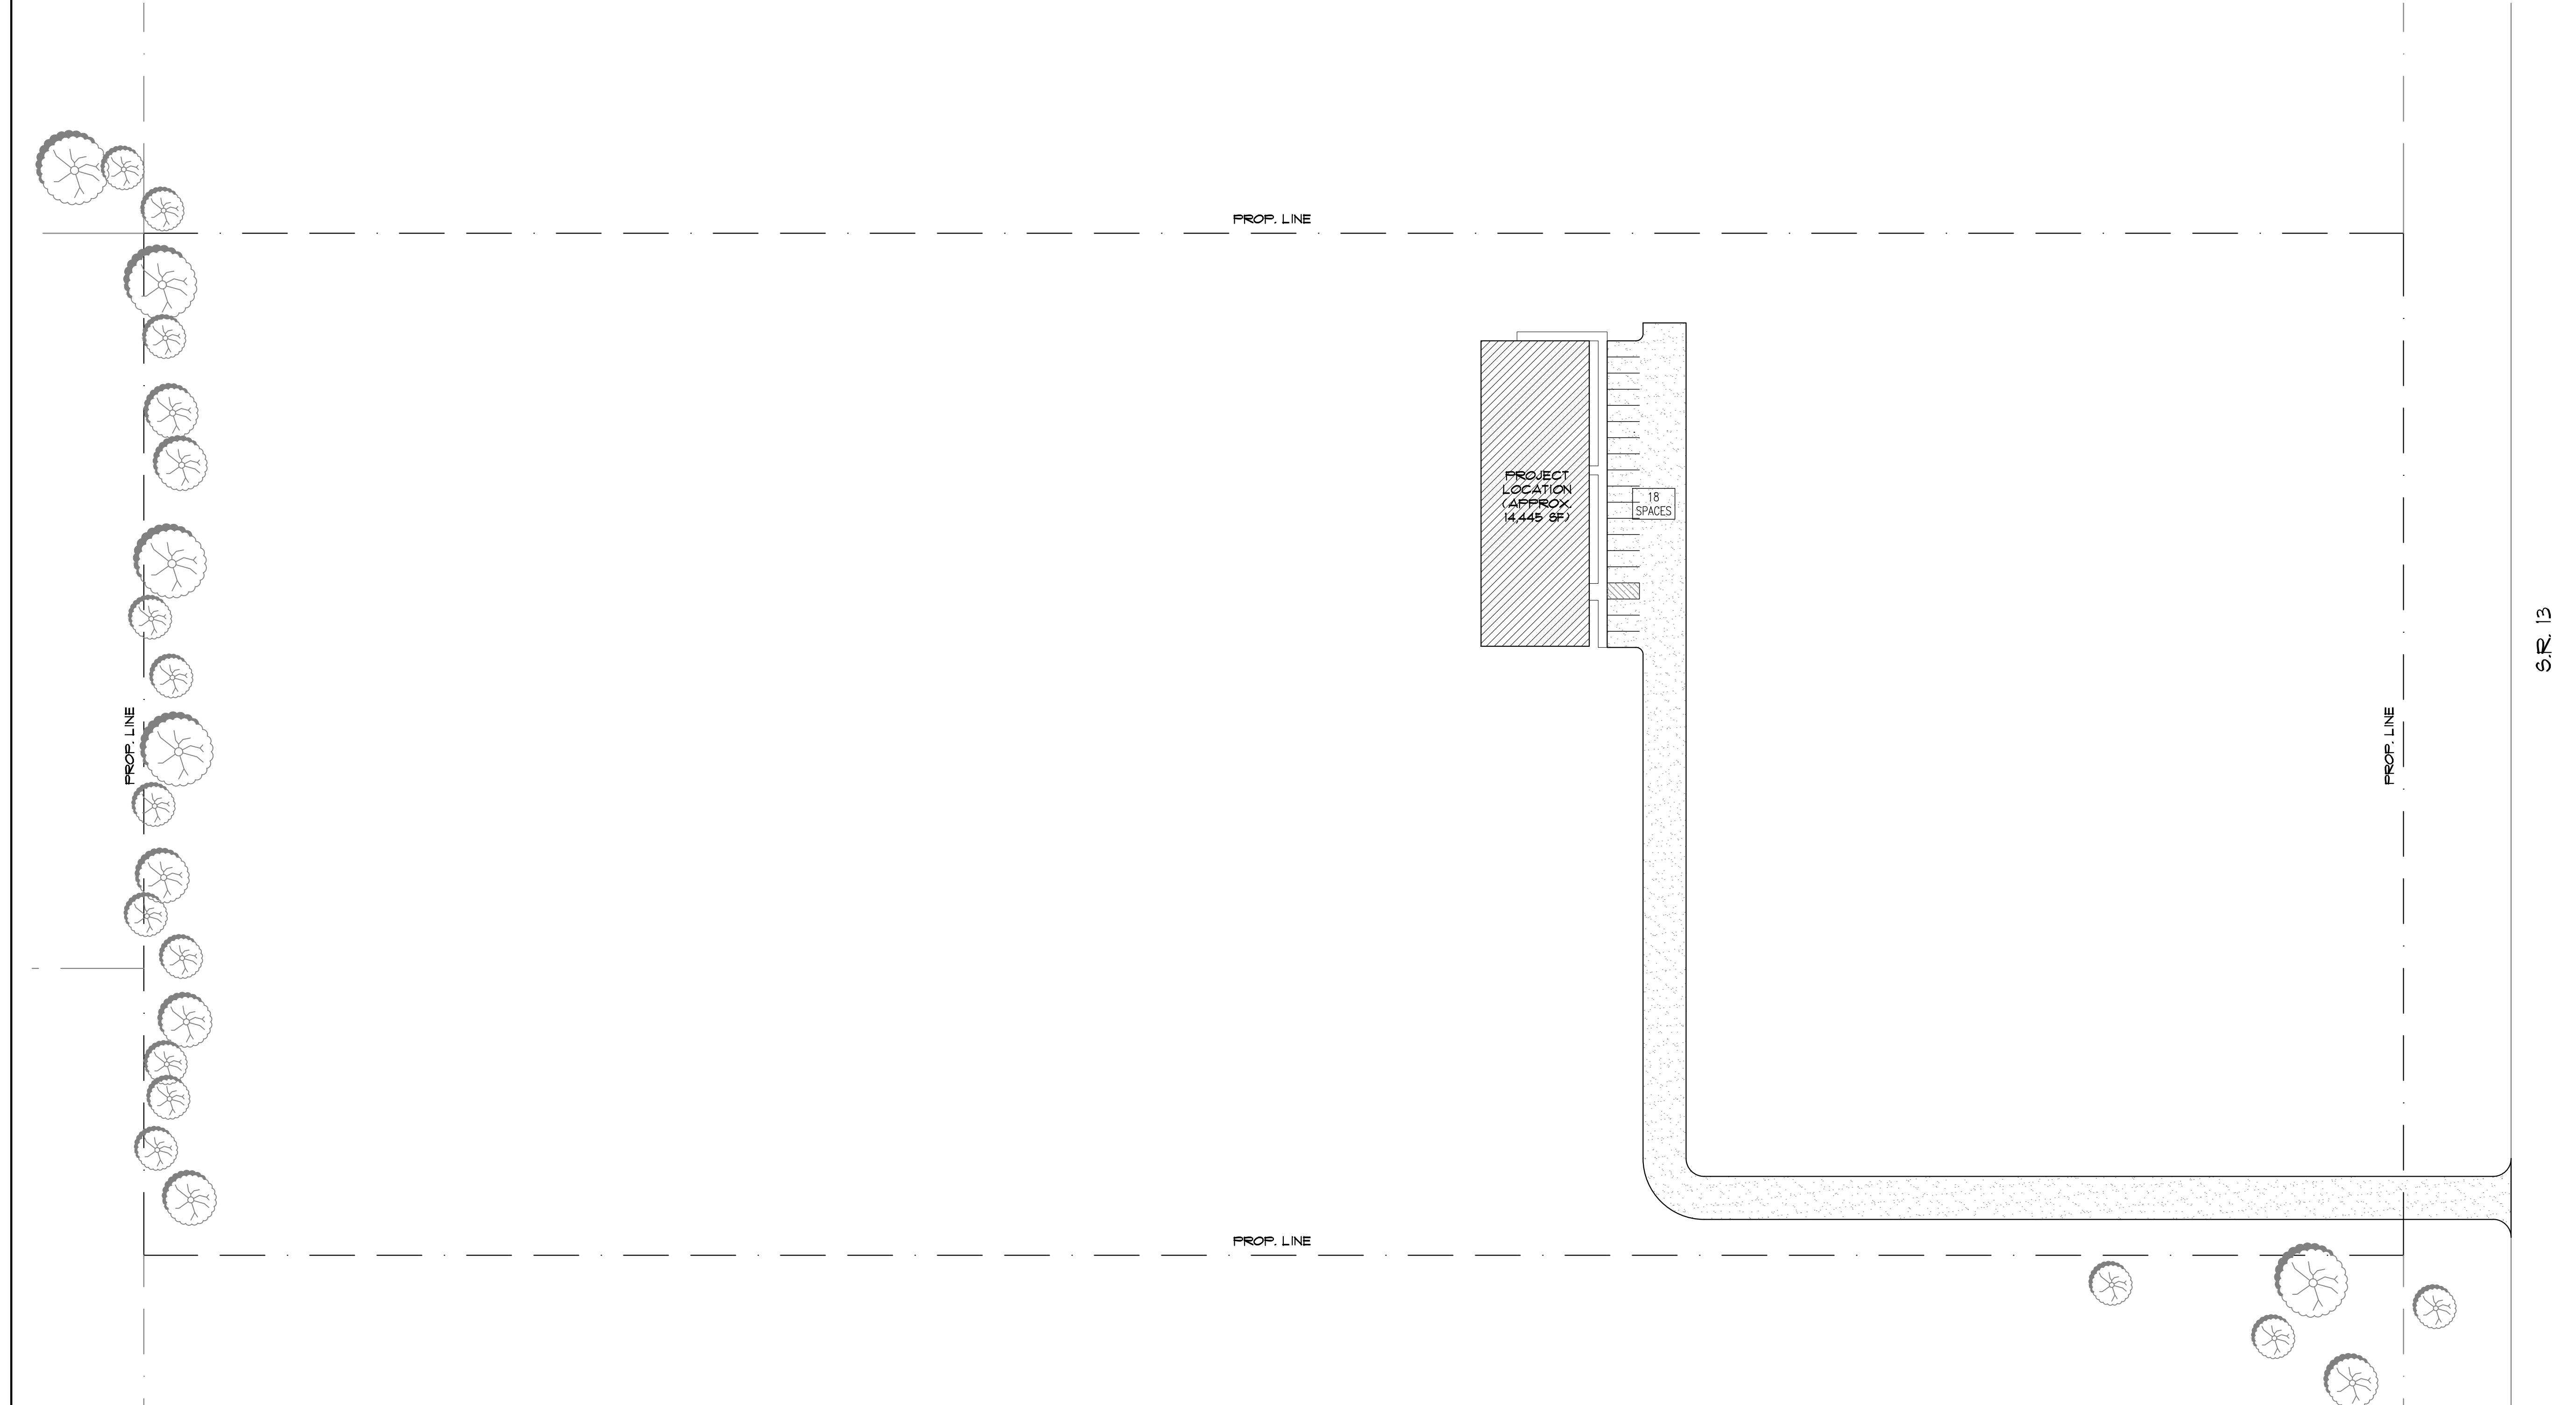 PROP. LINE
PROJECT
LOCATION
(APPROX.
14,445 SF)
18
SPACES
S.R. 13
PROP. LINE
PROP. LINE
PROP. LINE